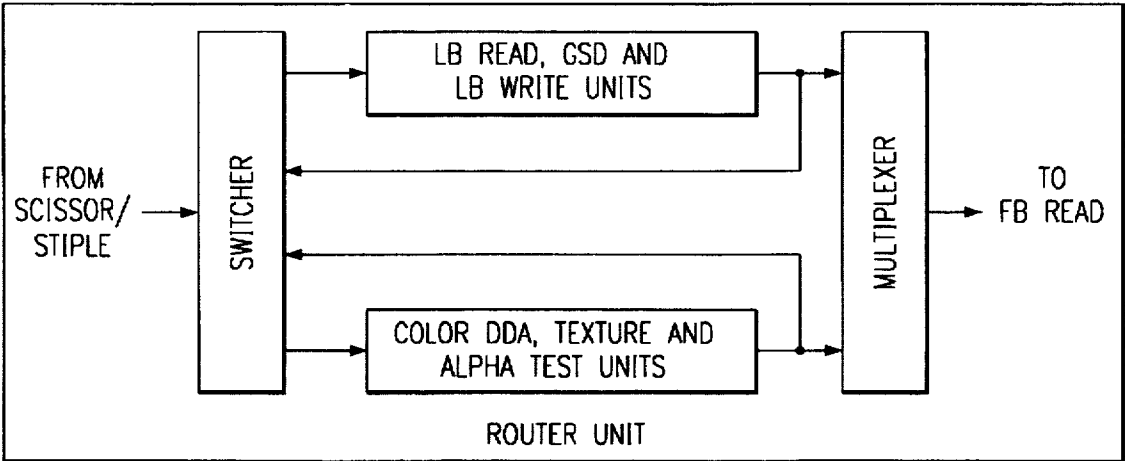 LB READ, GSD AND
LB WRITE UNITS
FROM
SCISSOR/
STIPLE
SWITCHER
MULTIPLEXER
TO
FB READ
COLOR DDA, TEXTURE AND
ALPHA TEST UNITS
ROUTER UNIT